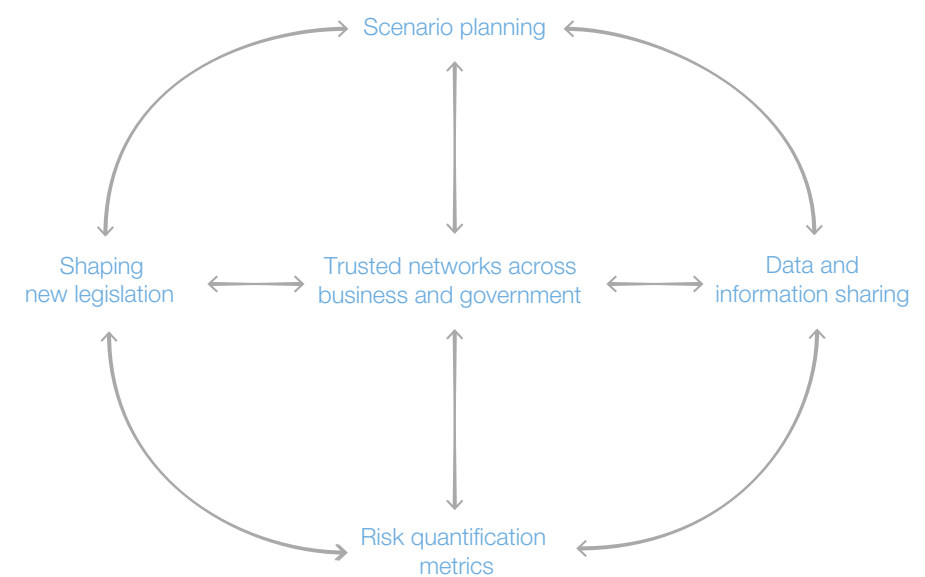 Scenario planning
Shaping
new legislation
Trusted networks across
business and government
Data and
information sharing
Risk quantification
metrics